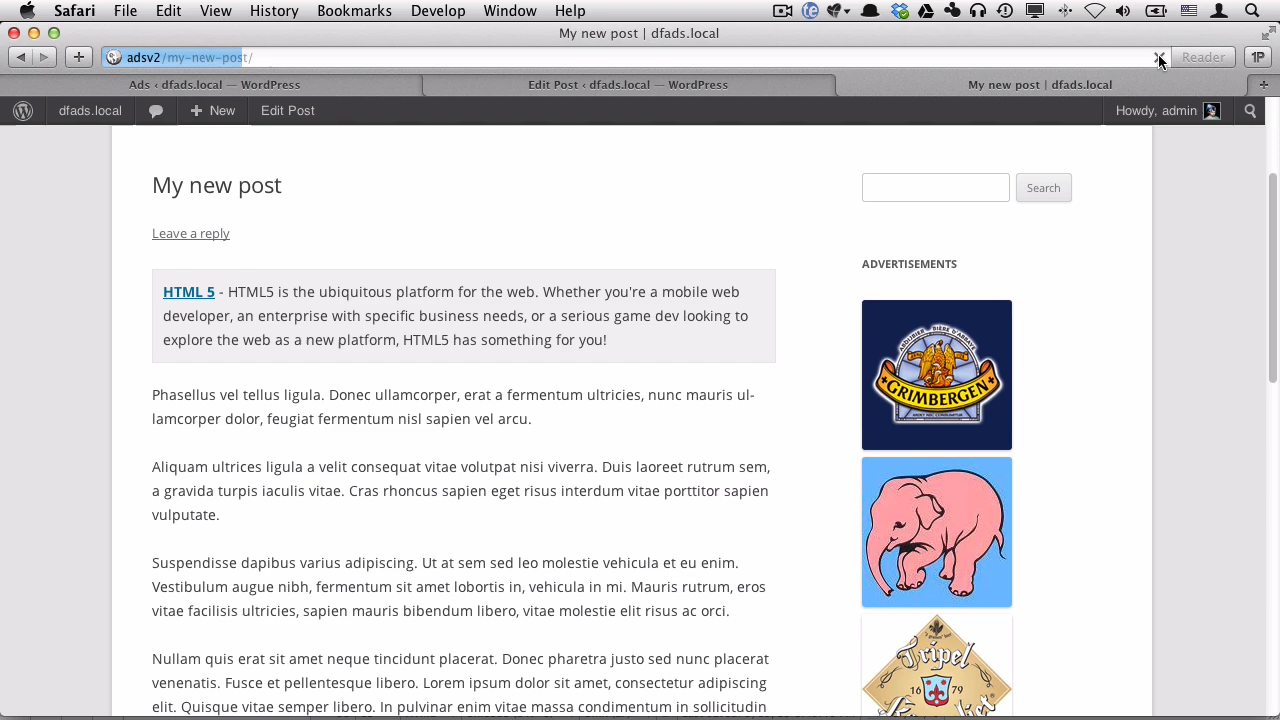 Safari File Edit View History Bookmarks Develop Window Help
My new post | dfads.local
adsv2/my-new-post/
Reader
1P
Ads ‹ dfads.local — WordPress
Edit Post ‹ dfads.local — WordPress
My new post | dfads.local
+
dfads.local
+ New
Edit Post
Howdy, admin
My new post
Leave a reply
HTML 5 - HTML5 is the ubiquitous platform for the web. Whether you're a mobile web
developer, an enterprise with specific business needs, or a serious game dev looking to
explore the web as a new platform, HTML5 has something for you!
Phasellus vel tellus ligula. Donec ullamcorper, erat a fermentum ultricies, nunc mauris ul-
lamcorper dolor, feugiat fermentum nisl sapien vel arcu.
Aliquam ultrices ligula a velit consequat vitae volutpat nisi viverra. Duis laoreet rutrum sem,
a gravida turpis iaculis vitae. Cras rhoncus sapien eget risus interdum vitae porttitor sapien
vulputate.
Suspendisse dapibus varius adipiscing. Ut at sem sed leo molestie vehicula et eu enim.
Vestibulum augue nibh, fermentum sit amet lobortis in, vehicula in mi. Mauris rutrum, eros
vitae facilisis ultricies, sapien mauris bibendum libero, vitae molestie elit risus ac orci.
Nullam quis erat sit amet neque tincidunt placerat. Donec pharetra justo sed nunc placerat
venenatis. Fusce et pellentesque libero. Lorem ipsum dolor sit amet, consectetur adipiscing
elit. Quisque vitae semper libero. In pulvinar enim vitae massa condimentum in sollicitudin
Search
ADVERTISEMENTS
GRIMBERGEN
Tripel
16 79